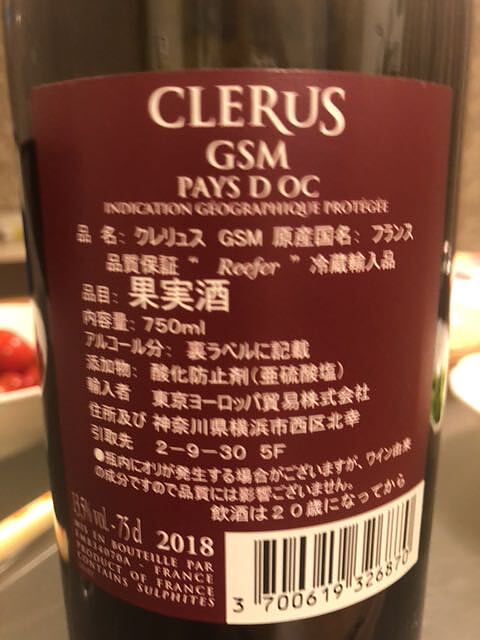 CLERUS
GSM
PAYS D OC
INDICATION GÉOGRAPHIQUE PROTÉGÉE
品 名: クレリュス GSM 原産国名: フランス
品質保証 “ Reefer ” 冷蔵輸入品
品目: 果実酒
内容量: 750ml
アルコール分: 裏ラベルに記載
添加物: 酸化防止剤(亜硫酸塩)
輸入者 東京ヨーロッパ貿易株式会社
住所及び 神奈川県横浜市西区北幸
引取先 2-9-30 5F
●瓶内にオリが発生する場合がございますが、ワイン由来
の成分ですので品質には影響ございません。
飲酒は20歳になってから
13.5% vol. - 75 cl 2018
MIS EN BOUTEILLE PAR
- FRANCE
PRODUCT OF FRANCE
CONTAINS SULPHITES
3 700619 326870